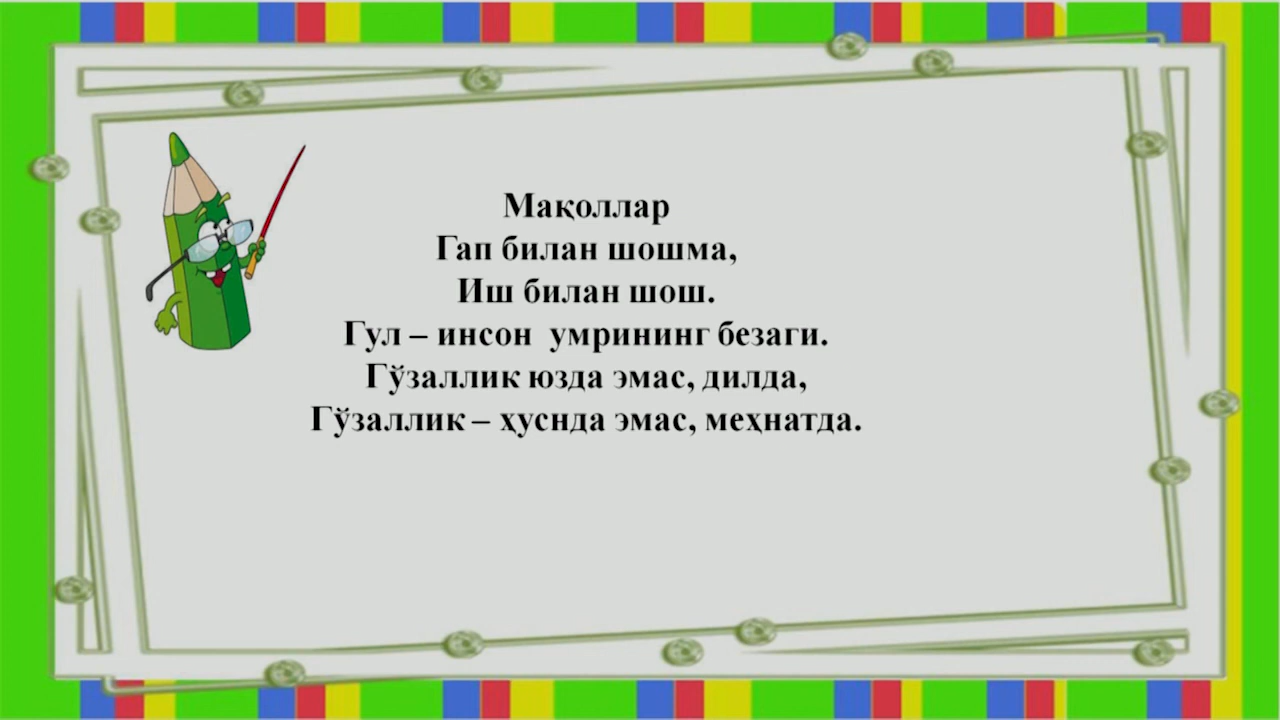 Мақоллар
Гап билан шошма,
Иш билан шош.
Гул – инсон  умрининг безаги.
Гўзаллик юзда эмас, дилда,
Гўзаллик – ҳуснда эмас, меҳнатда.